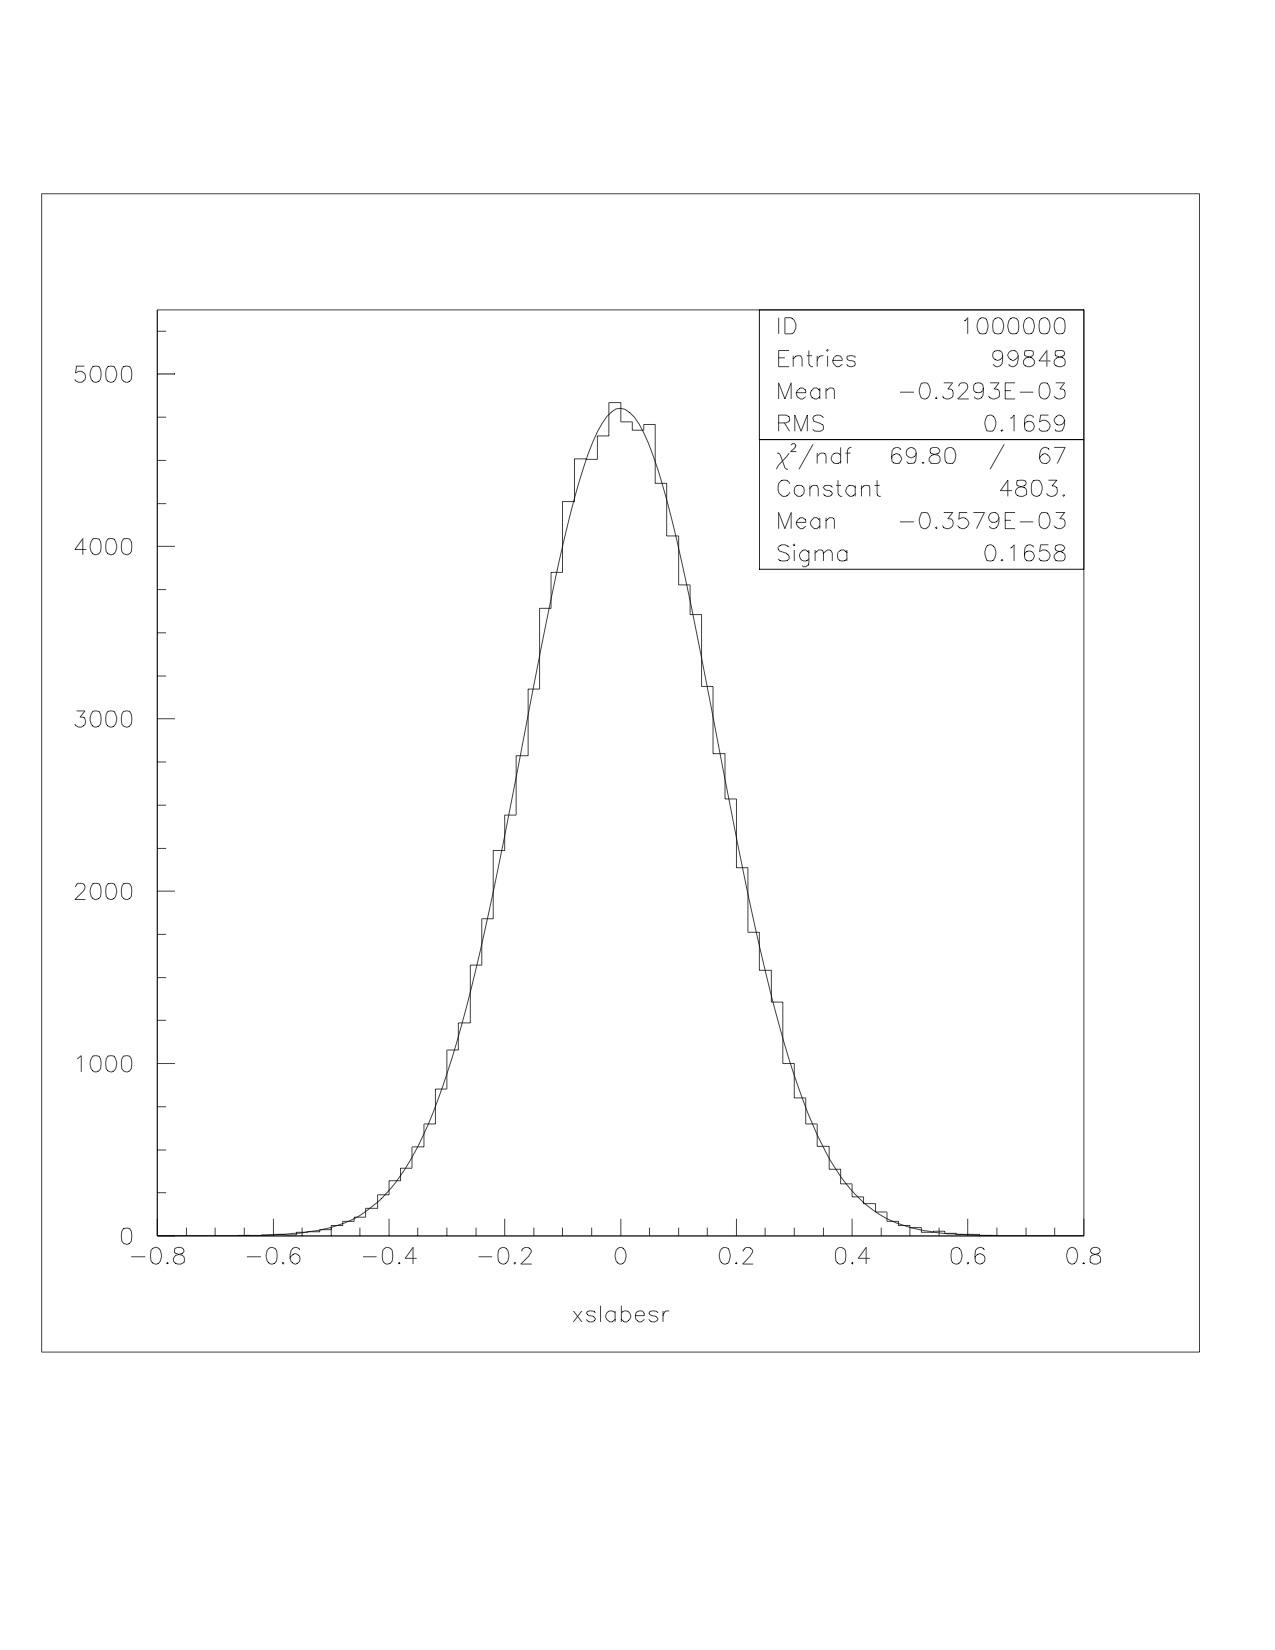 ID 1000000
Entries 99848
Mean −0.3293E−03
RMS 0.1659
χ²/ndf 69.80 / 67
Constant 4803.
Mean −0.3579E−03
Sigma 0.1658
5000
4000
3000
2000
1000
0
−0.8 −0.6 −0.4 −0.2 0 0.2 0.4 0.6 0.8
xslabesr